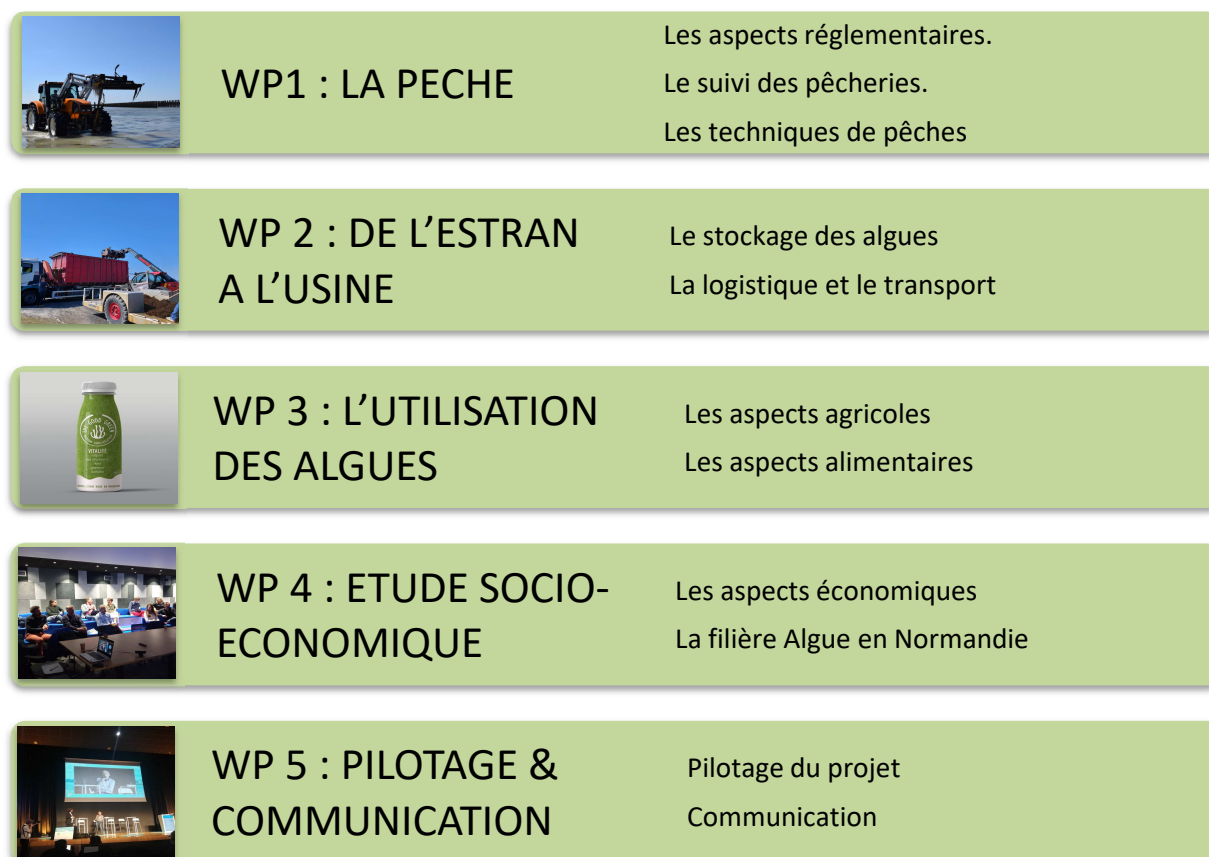 WP1 : LA PECHE
Les aspects réglementaires.
Le suivi des pêcheries.
Les techniques de pêches
WP 2 : DE L’ESTRAN
A L’USINE
Le stockage des algues
La logistique et le transport
VITALITÉ
WP 3 : L’UTILISATION
DES ALGUES
Les aspects agricoles
Les aspects alimentaires
WP 4 : ETUDE SOCIO-
ECONOMIQUE
Les aspects économiques
La filière Algue en Normandie
WP 5 : PILOTAGE &
COMMUNICATION
Pilotage du projet
Communication